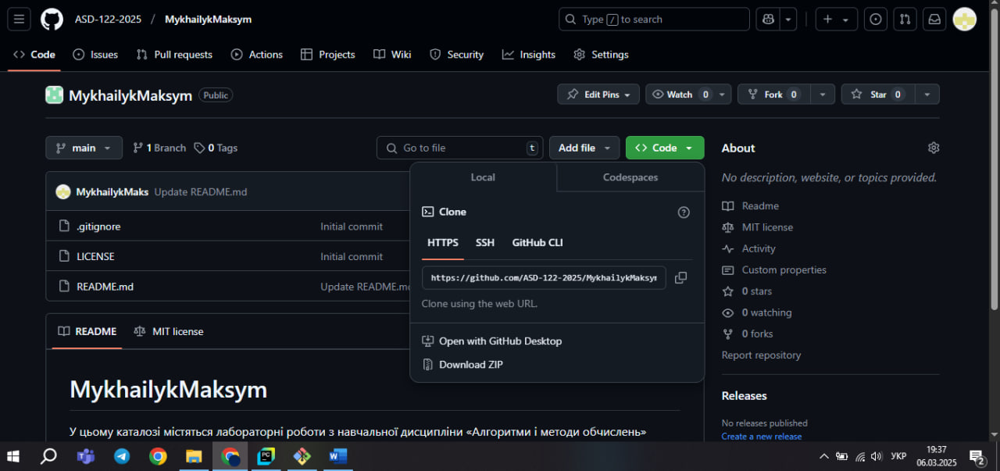 ASD-122-2025 / MykhailykMaksym
Type / to search
Code Issues Pull requests Actions Projects Wiki Security Insights Settings
MykhailykMaksym Public
Edit Pins Watch 0 Fork 0 Star 0
main 1 Branch 0 Tags
Go to file t
Add file
Code
MykhailykMaks Update README.md
.gitignore Initial commit
LICENSE Initial commit
README.md Update README.m
Local Codespaces
Clone
HTTPS SSH GitHub CLI
https://github.com/ASD-122-2025/MykhailykMaksym
Clone using the web URL.
Open with GitHub Desktop
Download ZIP
README MIT license
MykhailykMaksym
У цьому каталозі містяться лабораторні роботи з навчальної дисципліни «Алгоритми і методи обчислень»
About
No description, website, or topics provided.
Readme
MIT license
Activity
Custom properties
0 stars
0 watching
0 forks
Report repository
Releases
No releases published
Create a new release
УКР
19:37
06.03.2025
2